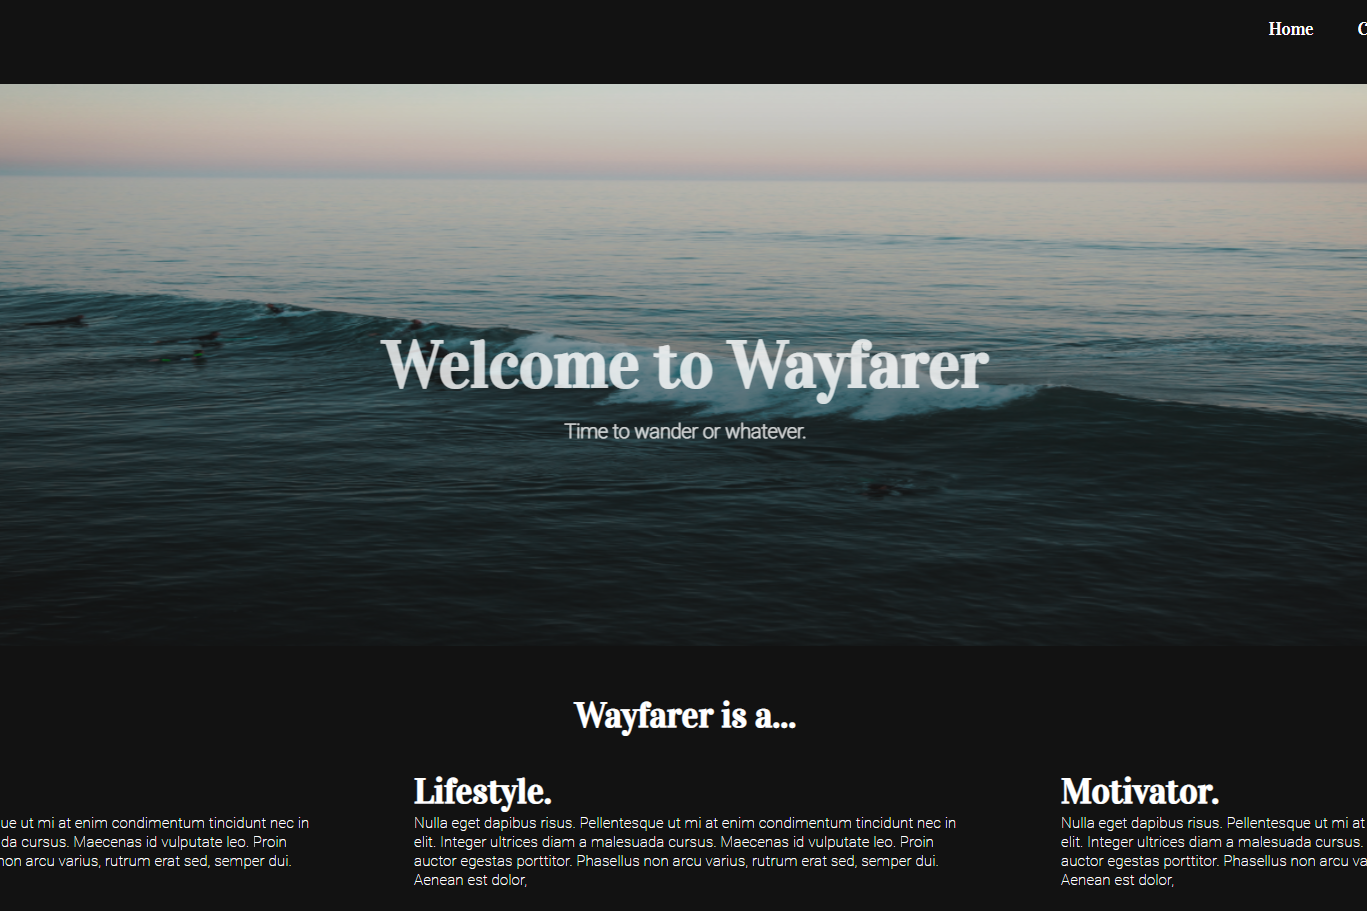 Home
Welcome to Wayfarer
Time to wander or whatever.
Wayfarer is a...
ut mi at enim condimentum tincidunt nec in
cursus. Maecenas id vulputate leo. Proin
non arcu varius, rutrum erat sed, semper dui.
Lifestyle.
Nulla eget dapibus risus. Pellentesque ut mi at enim condimentum tincidunt nec in
elit. Integer ultrices diam a malesuada cursus. Maecenas id vulputate leo. Proin
auctor egestas porttitor. Phasellus non arcu varius, rutrum erat sed, semper dui.
Aenean est dolor,
Motivator.
Nulla eget dapibus risus. Pellentesque ut mi at
elit. Integer ultrices diam a malesuada cursus.
auctor egestas porttitor. Phasellus non arcu
Aenean est dolor,